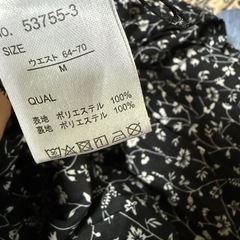 NO. 53755-3
SIZE
ウエスト 64-70
M
QUAL
表地 ポリエステル 100%
裏地 ポリエステル 100%